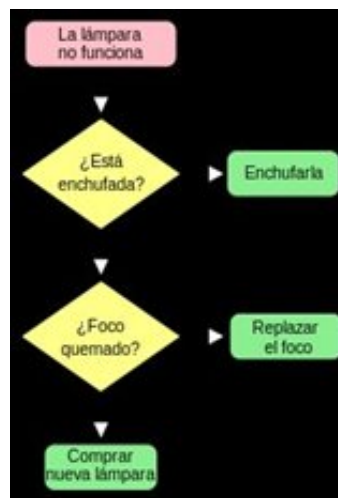 La lámpara
no funciona
¿Está
enchufada?
Enchufarla
¿Foco
quemado?
Replazar
el foco
Comprar
nueva lámpara